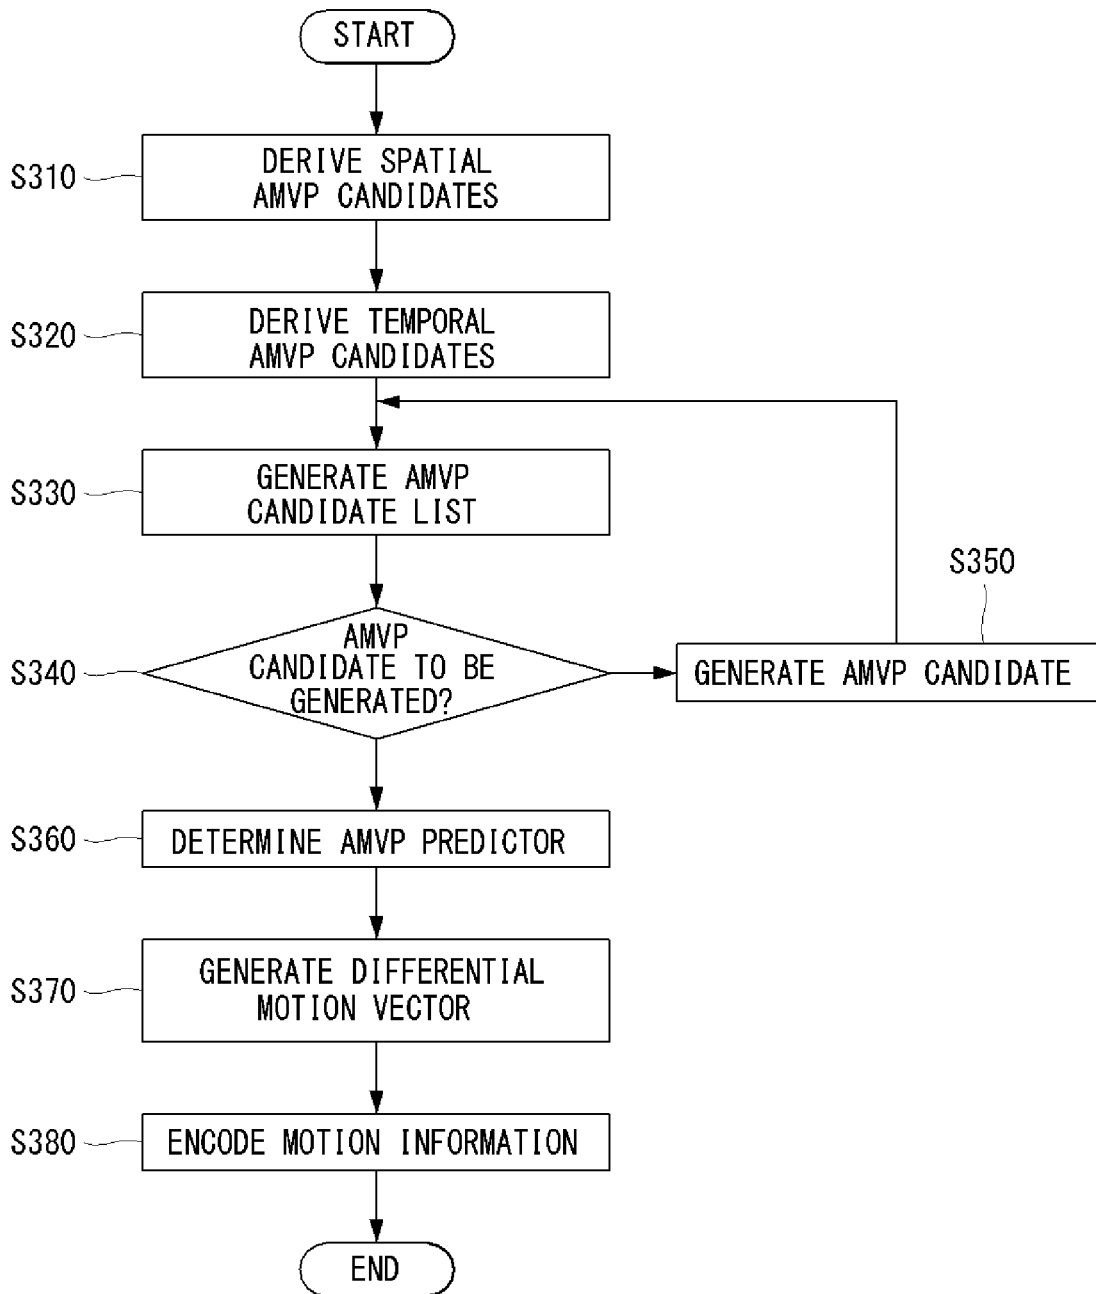 START
S310
DERIVE SPATIAL
AMVP CANDIDATES
S320
DERIVE TEMPORAL
AMVP CANDIDATES
S330
GENERATE AMVP
CANDIDATE LIST
S340
AMVP
CANDIDATE TO BE
GENERATED?
S350
GENERATE AMVP CANDIDATE
S360
DETERMINE AMVP PREDICTOR
S370
GENERATE DIFFERENTIAL
MOTION VECTOR
S380
ENCODE MOTION INFORMATION
END